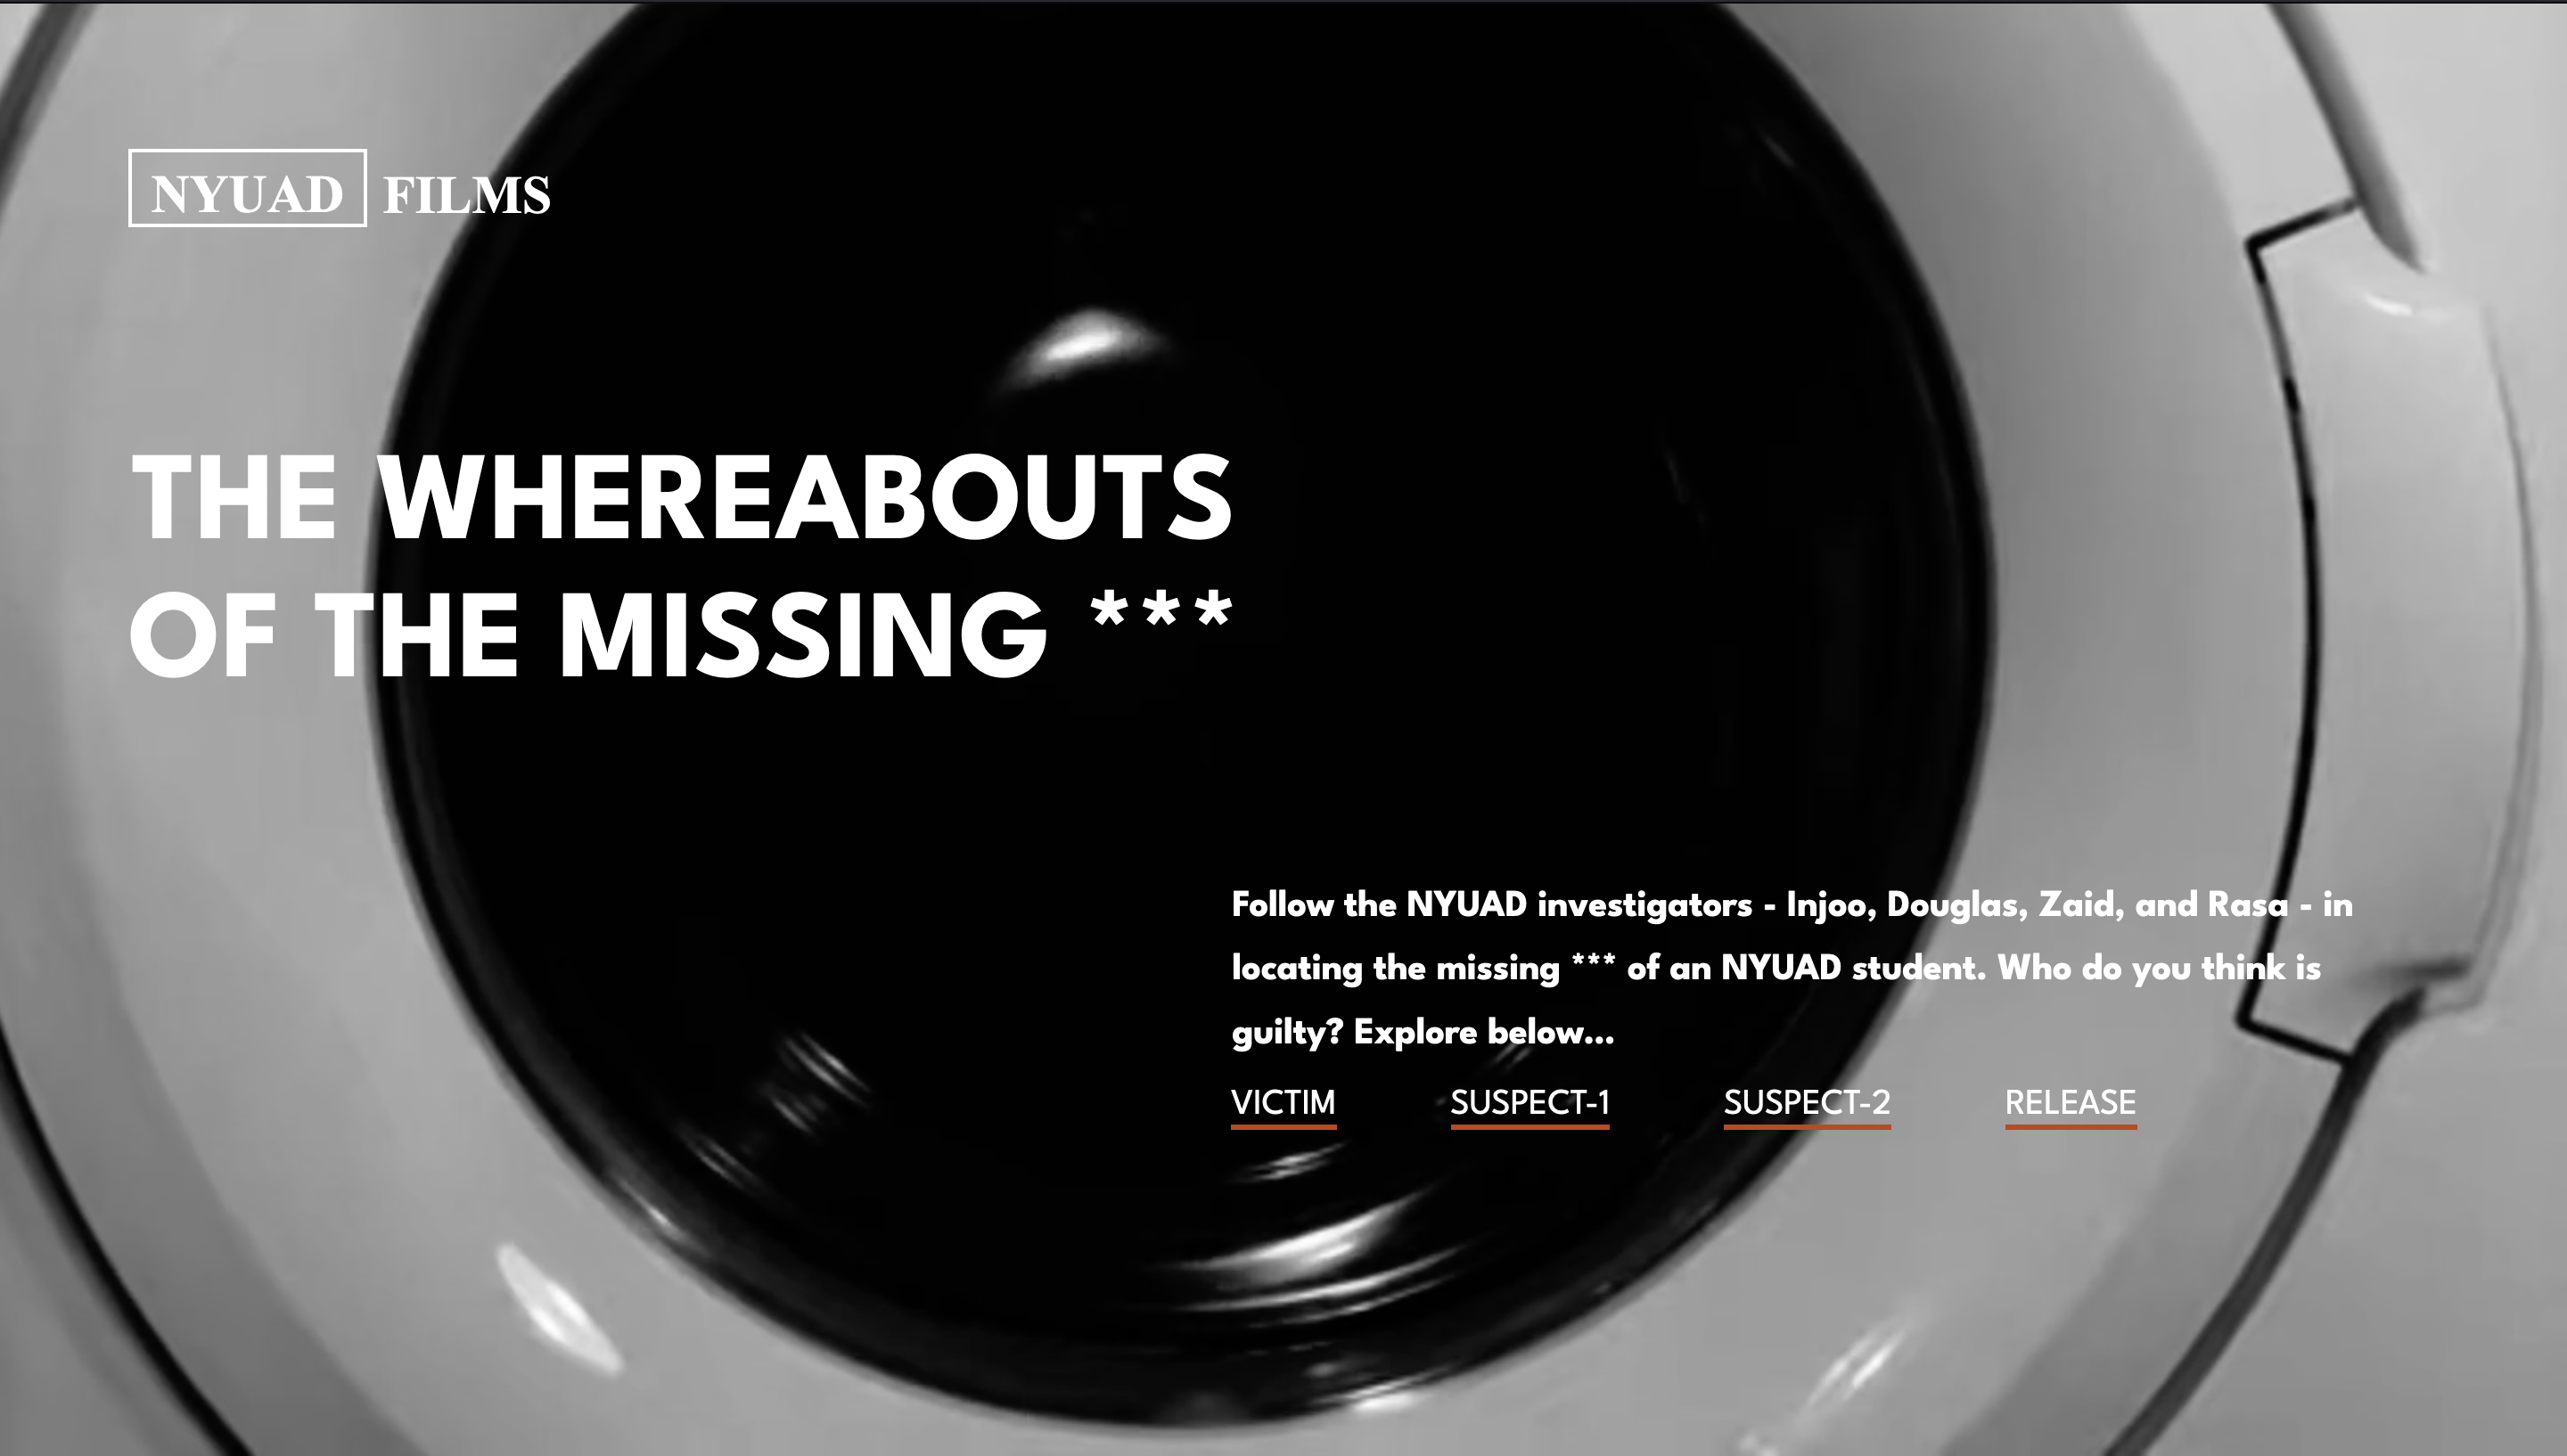 NYUAD FILMS
THE WHEREABOUTS
OF THE MISSING ***
Follow the NYUAD investigators - Injoo, Douglas, Zaid, and Rasa - in
locating the missing *** of an NYUAD student. Who do you think is
guilty? Explore below...
VICTIM SUSPECT-1 SUSPECT-2 RELEASE